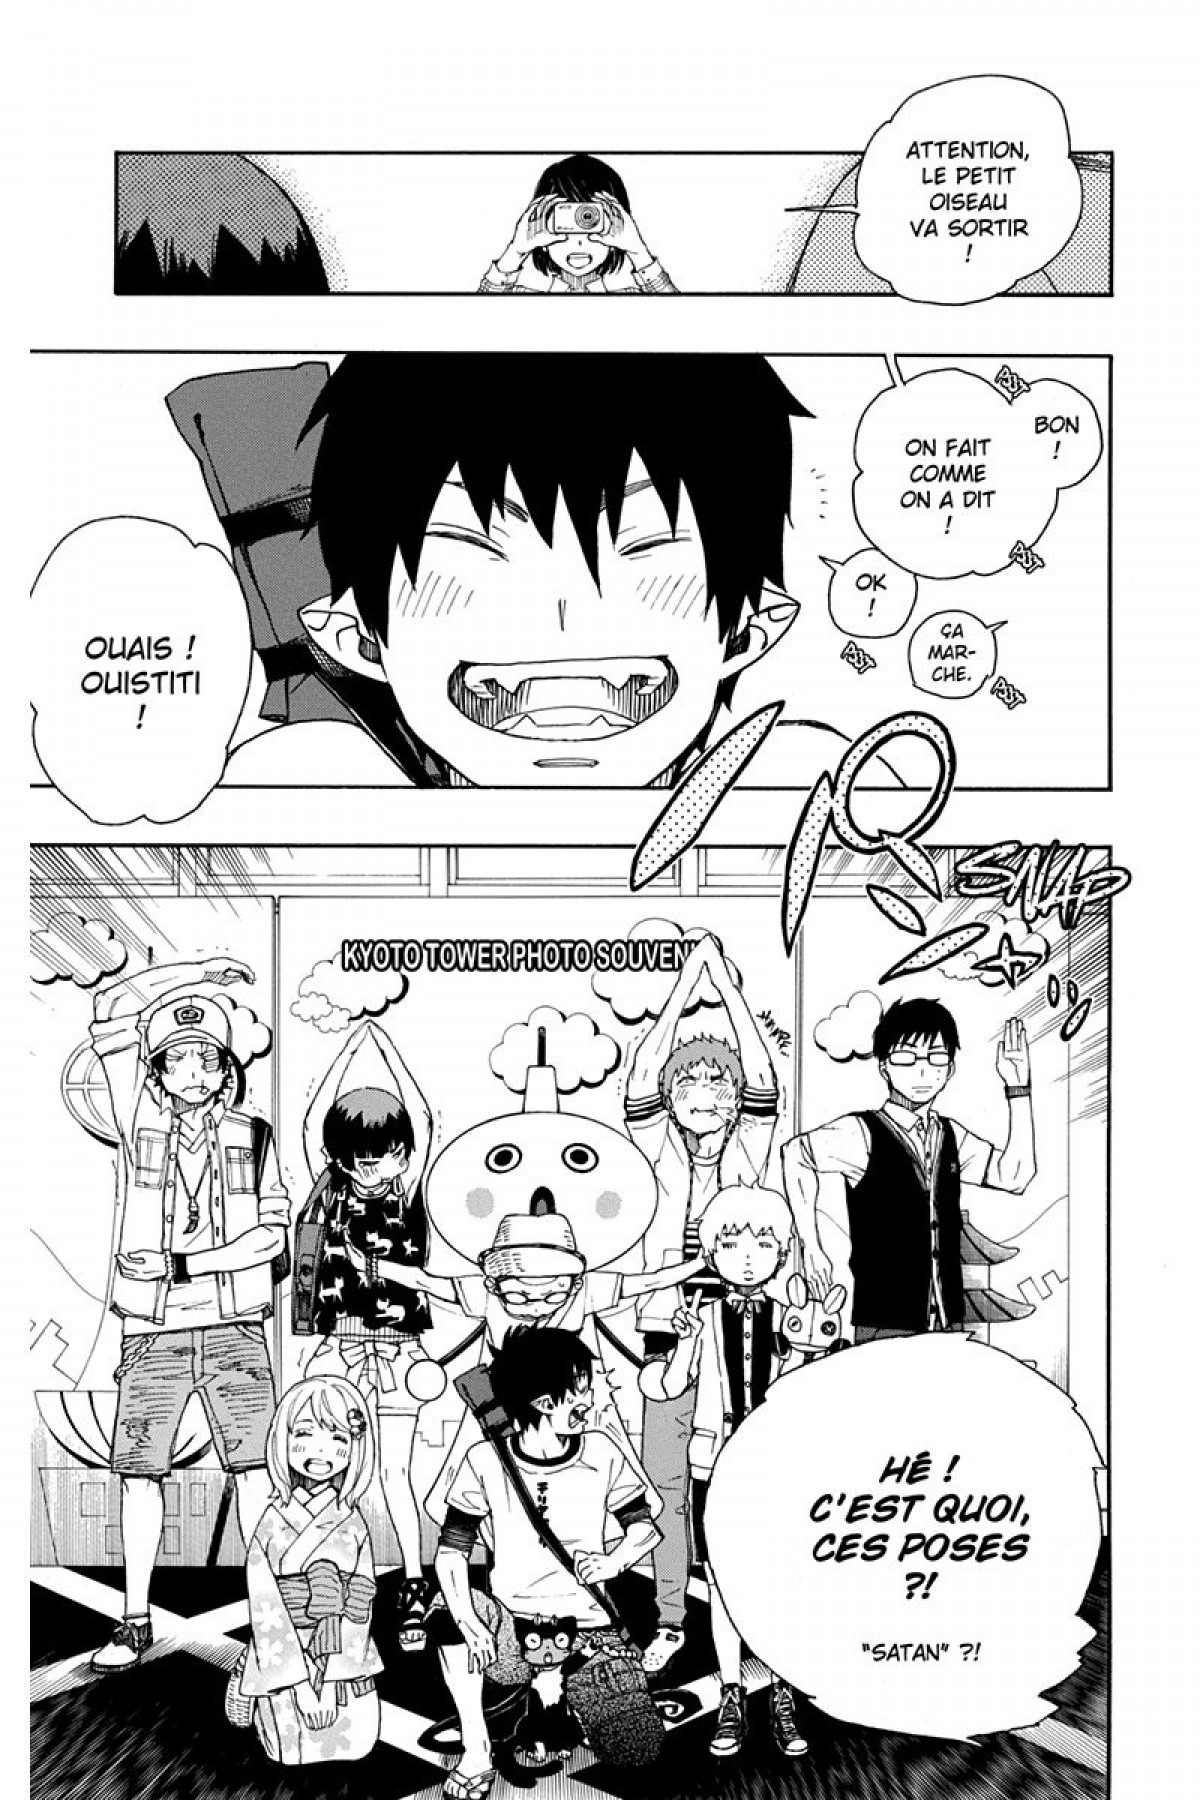 ATTENTION,
LE PETIT
OISEAU
VA SORTIR
!
BON
!
ON FAIT
COMME
ON A DIT
!
PSST
PSST
OK
!
ÇA
MAR-
CHE.
PSST
PSST
OUAIS !
OUISTITI
!
SNAP
KYOTO TOWER PHOTO SOUVEN
HÉ !
C'EST QUOI,
CES POSES
?!
"SATAN" ?!